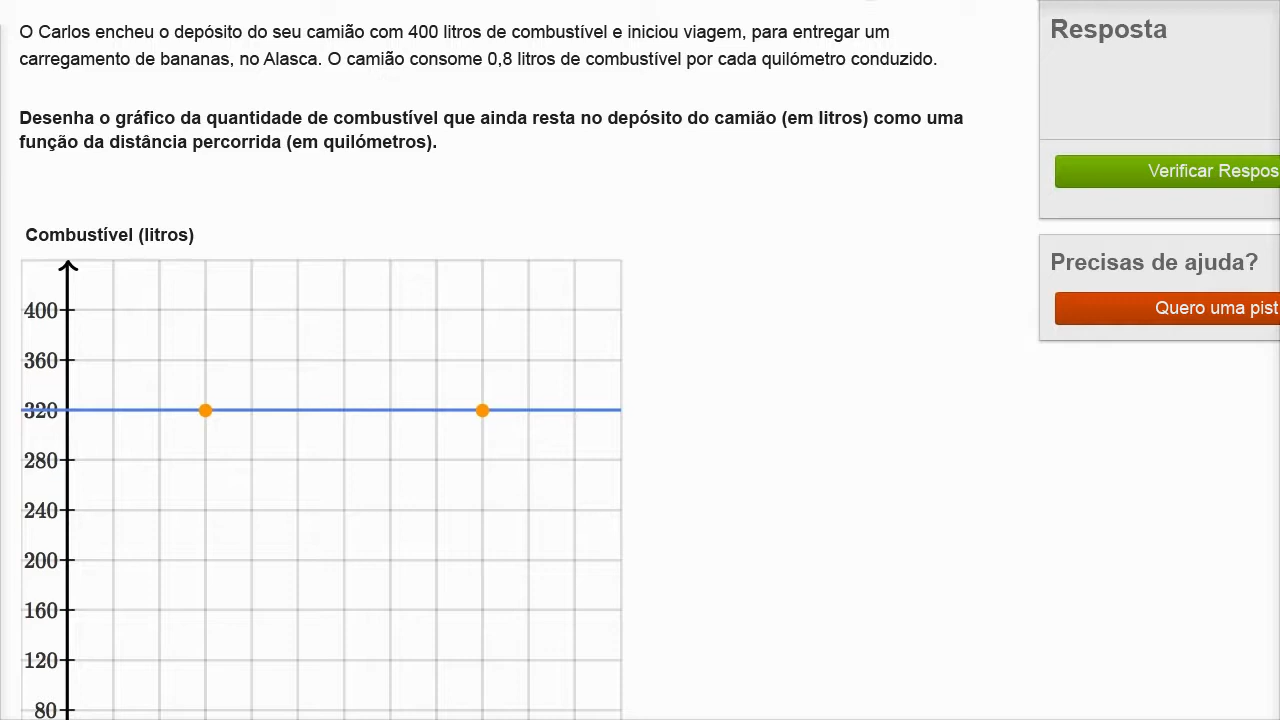 O Carlos encheu o depósito do seu camião com 400 litros de combustível e iniciou viagem, para entregar um
carregamento de bananas, no Alasca. O camião consome 0,8 litros de combustível por cada quilómetro conduzido.
Desenha o gráfico da quantidade de combustível que ainda resta no depósito do camião (em litros) como uma
função da distância percorrida (em quilómetros).
Combustível (litros)
400
360
320
280
240
200
160
120
80
Resposta
Verificar Respos
Precisas de ajuda?
Quero uma pist